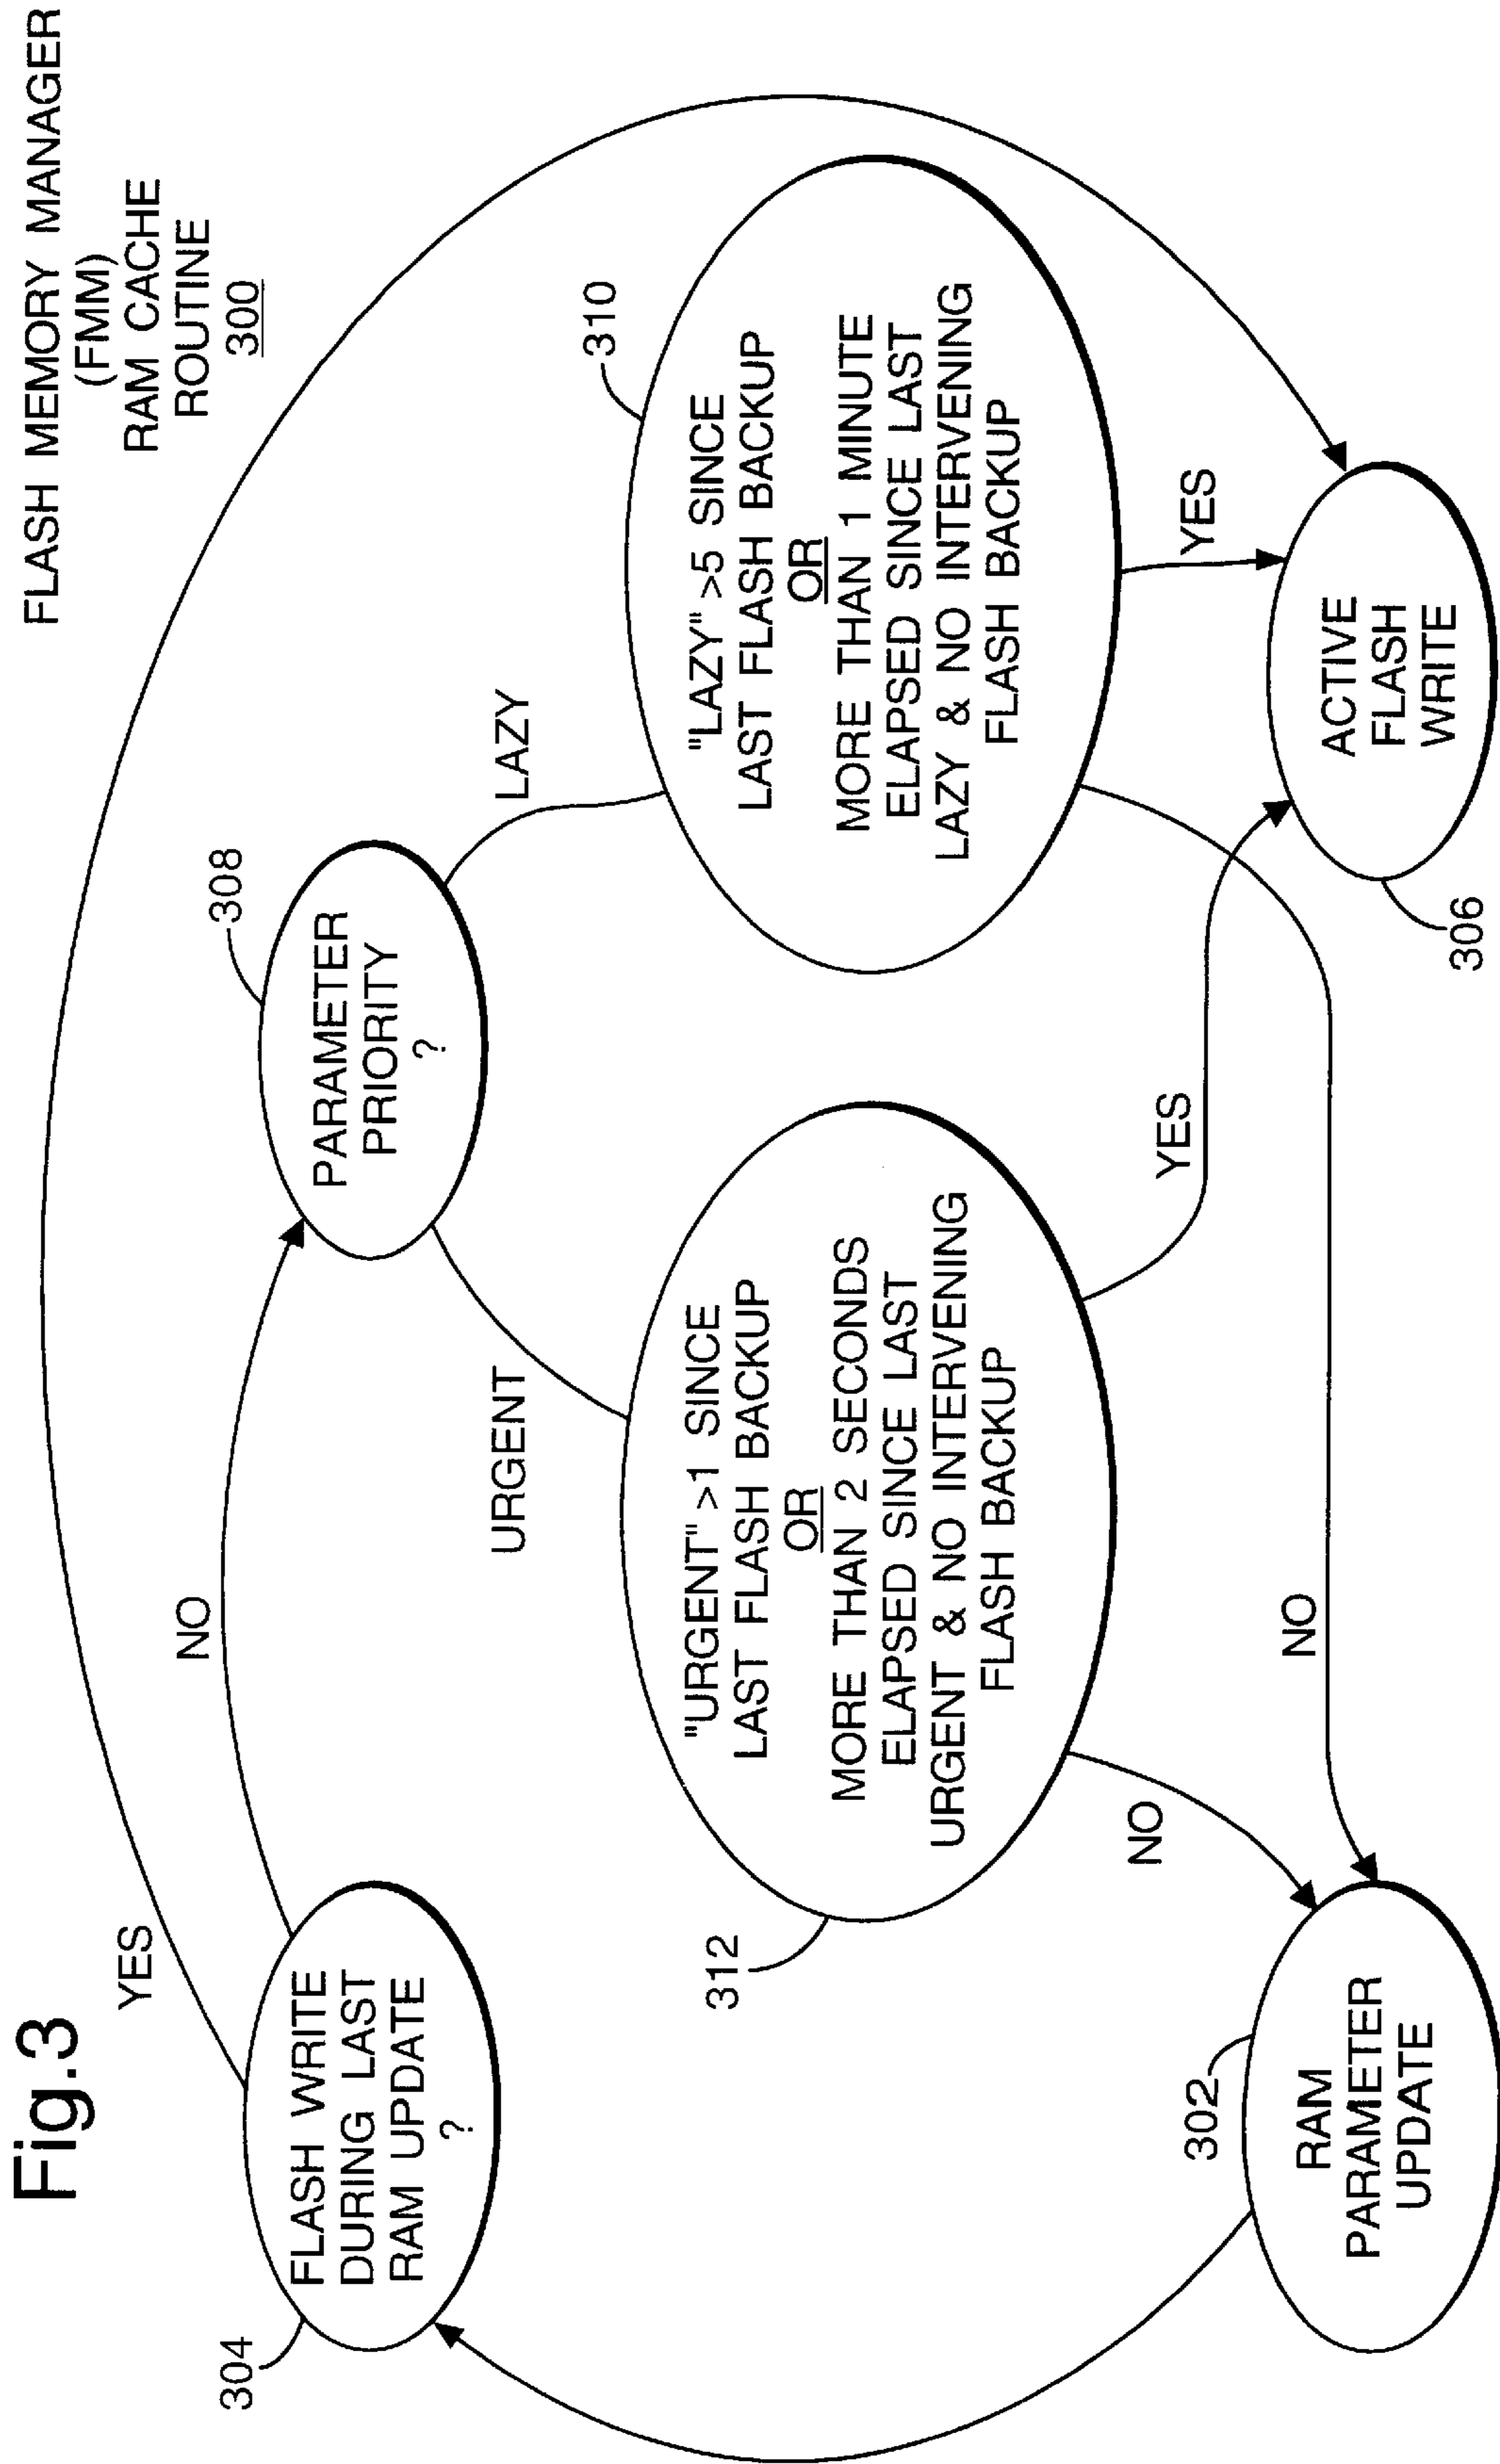 Fig.3
FLASH MEMORY MANAGER
(FMM)
RAM CACHE
ROUTINE
300
YES
NO
304
FLASH WRITE
DURING LAST
RAM UPDATE
?
308
PARAMETER
PRIORITY
?
URGENT
LAZY
312
"URGENT" >1 SINCE
LAST FLASH BACKUP
OR
MORE THAN 2 SECONDS
ELAPSED SINCE LAST
URGENT & NO INTERVENING
FLASH BACKUP
310
"LAZY" >5 SINCE
LAST FLASH BACKUP
OR
MORE THAN 1 MINUTE
ELAPSED SINCE LAST
LAZY & NO INTERVENING
FLASH BACKUP
NO
YES
YES
NO
302
RAM
PARAMETER
UPDATE
306
ACTIVE
FLASH
WRITE